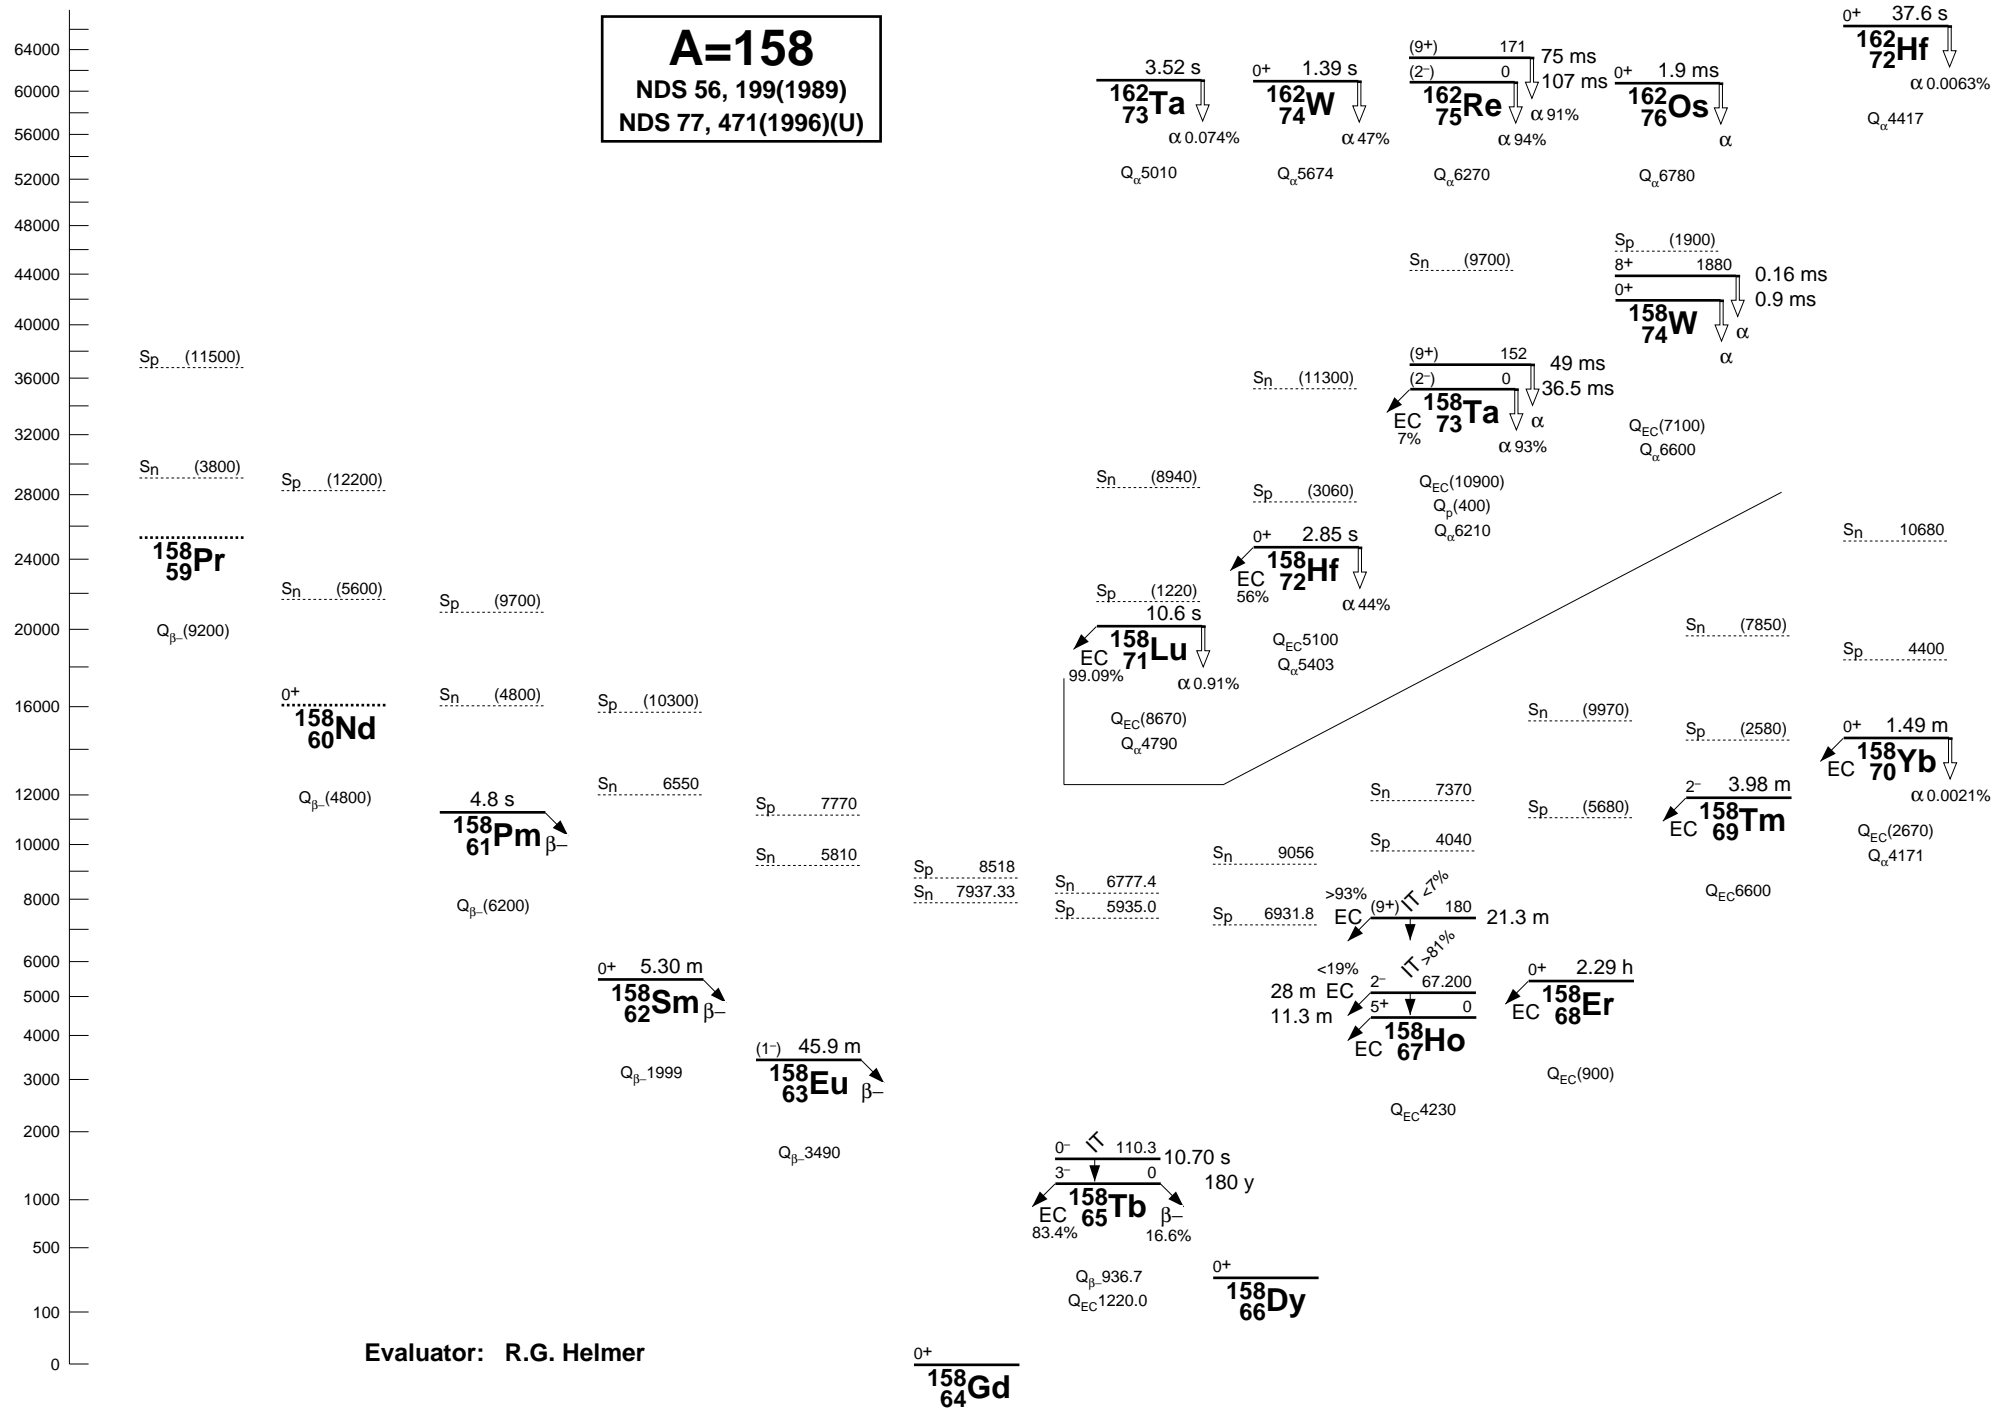 A=158
NDS 56, 199(1989)
NDS 77, 471(1996)(U)
64000
60000
56000
52000
48000
44000
40000
36000
32000
28000
24000
20000
16000
12000
10000
8000
6000
5000
4000
3000
2000
1000
500
100
0
Sp (11500)
Sn (3800)
158 59 Pr
Qβ−(9200)
Sp (12200)
Sn (5600)
0+
158 60 Nd
Qβ−(4800)
Sp (9700)
Sn (4800)
4.8 s
158 61 Pm β−
Qβ−(6200)
Sp (10300)
Sn 6550
0+ 5.30 m
158 62 Sm β−
Qβ−1999
Sp 7770
Sn 5810
(1−) 45.9 m
158 63 Eu β−
Qβ−3490
Sp 8518
Sn 7937.33
0+
158 64 Gd
Sn 6777.4
Sp 5935.0
0− IT 110.3 10.70 s
3− 0 180 y
EC 158 65 Tb β−
83.4% 16.6%
Qβ−936.7
QEC1220.0
Sn 9056
Sp 6931.8
0+
158 66 Dy
Sn 7370
Sp 4040
>93% IT <7%
EC (9+) 180 21.3 m
IT >81%
<19%
28 m EC 2− 67.200
11.3 m 5+ 0
EC 158 67 Ho
QEC4230
Sn (9970)
Sp (5680)
0+ 2.29 h
EC 158 68 Er
QEC(900)
Sn (7850)
Sp (2580)
2− 3.98 m
EC 158 69 Tm
QEC6600
Sn 10680
Sp 4400
0+ 1.49 m
EC 158 70 Yb
α 0.0021%
QEC(2670)
Qα4171
3.52 s
162 73 Ta
α 0.074%
Qα5010
0+ 1.39 s
162 74 W
α 47%
Qα5674
(9+) 171 75 ms
(2−) 0 107 ms
162 75 Re α 91%
α 94%
Qα6270
0+ 1.9 ms
162 76 Os
α
Qα6780
0+ 37.6 s
162 72 Hf
α 0.0063%
Qα4417
Sn (8940)
Sp (1220)
10.6 s
EC 158 71 Lu
99.09% α 0.91%
QEC(8670)
Qα4790
Sn (11300)
Sp (3060)
0+ 2.85 s
EC 158 72 Hf
56% α 44%
QEC5100
Qα5403
Sn (9700)
(9+) 152 49 ms
(2−) 0 36.5 ms
EC 158 73 Ta α
7% α 93%
QEC(10900)
Qp(400)
Qα6210
Sp (1900)
8+ 1880 0.16 ms
0+ 0.9 ms
158 74 W α
α
QEC(7100)
Qα6600
Evaluator: R.G. Helmer